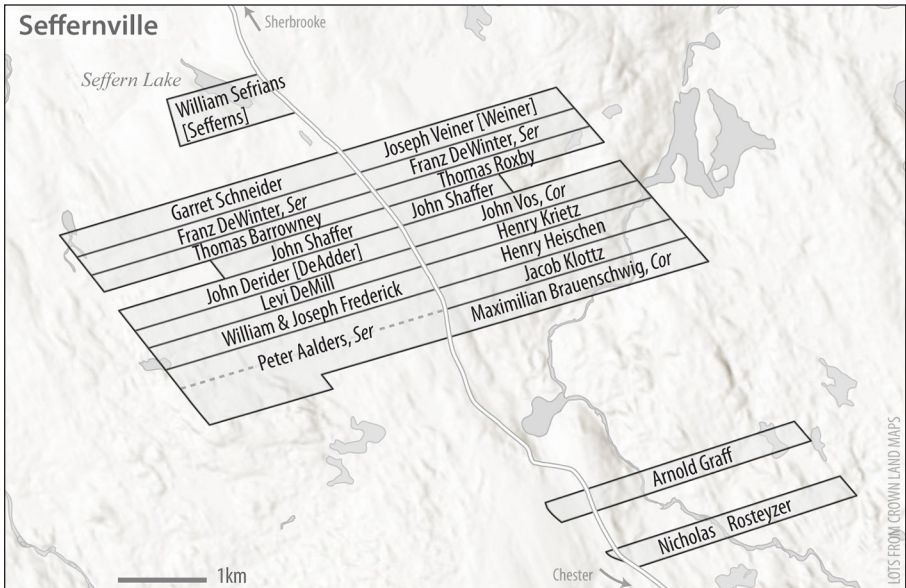 Seffernville
Sherbrooke
Seffern Lake
William Sefrians
[Sefferns]
Joseph Veiner [Weiner]
Franz DeWinter, Ser
Thomas Roxby
John Shaffer
John Vos, Cor
Henry Krietz
Henry Heischen
Jacob Klottz
Maximilian Brauenschwig, Cor
Garret Schneider
Franz DeWinter, Ser
Thomas Barrowney
John Shaffer
John Derider [DeAdder]
Levi DeMill
William & Joseph Frederick
Peter Aalders, Ser
Arnold Graff
Nicholas Rosteyzer
Chester
1km
LOTS FROM CROWN LAND MAPS